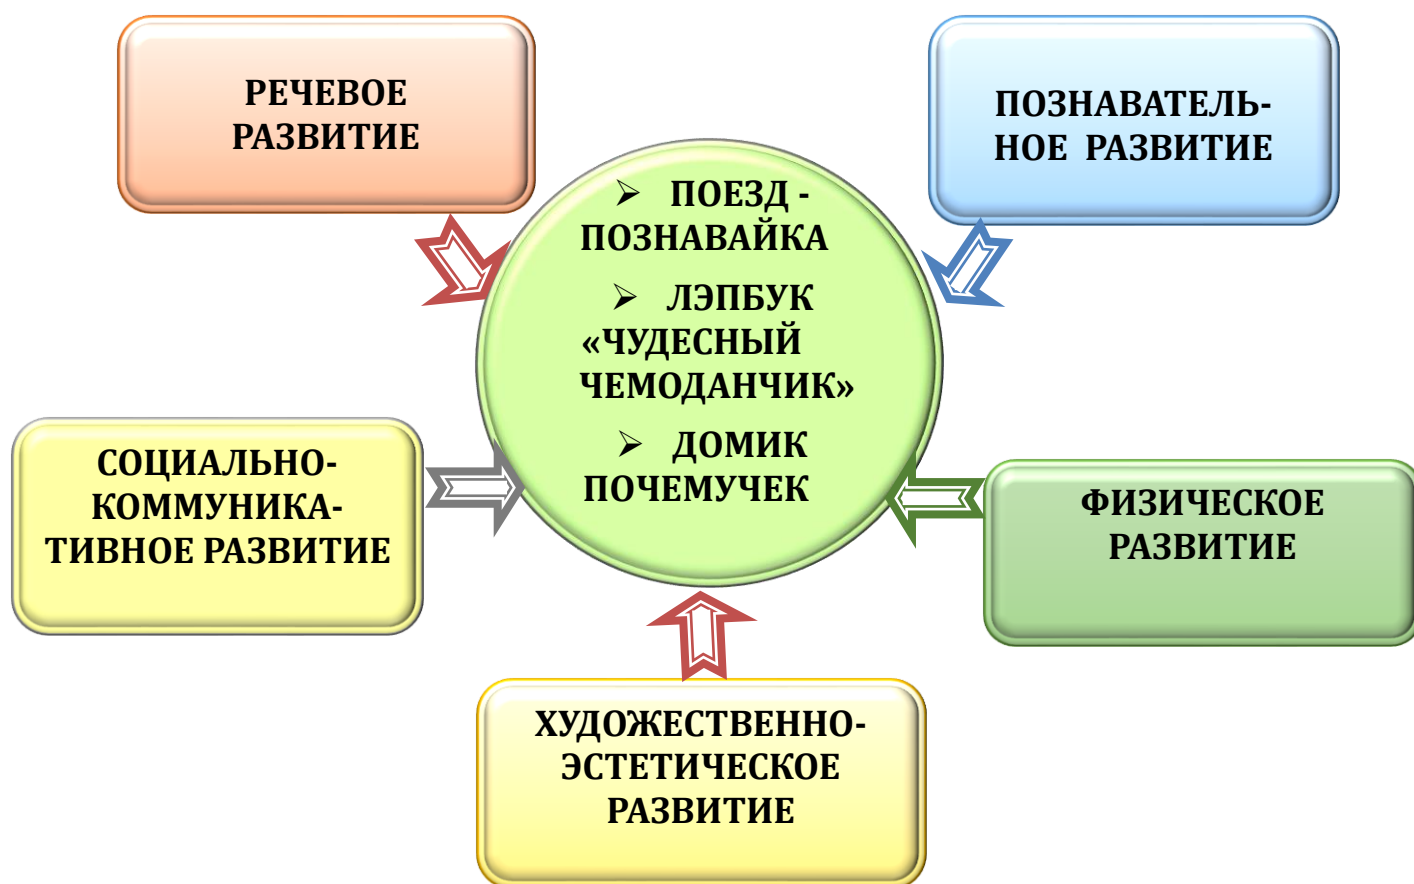 РЕЧЕВОЕ
РАЗВИТИЕ
ПОЗНАВАТЕЛЬ-
НОЕ РАЗВИТИЕ
➢ ПОЕЗД -
ПОЗНАВАЙКА
➢ ЛЭПБУК
«ЧУДЕСНЫЙ
ЧЕМОДАНЧИК»
➢ ДОМИК
ПОЧЕМУЧЕК
СОЦИАЛЬНО-
КОММУНИКА-
ТИВНОЕ РАЗВИТИЕ
ФИЗИЧЕСКОЕ
РАЗВИТИЕ
ХУДОЖЕСТВЕННО-
ЭСТЕТИЧЕСКОЕ
РАЗВИТИЕ